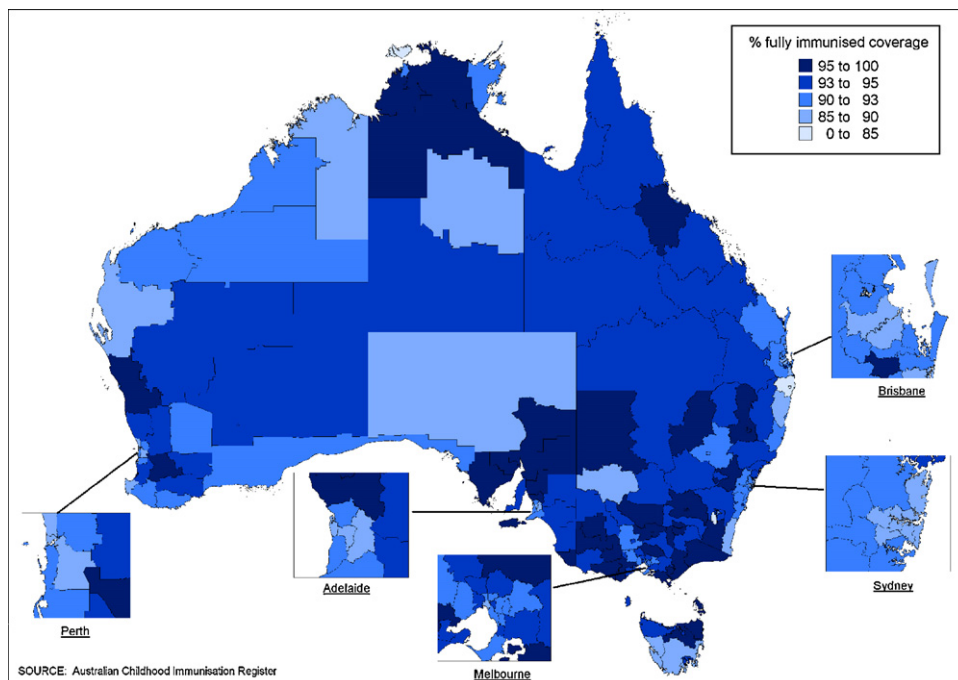 % fully immunised coverage
95 to 100
93 to 95
90 to 93
85 to 90
0 to 85
Brisbane
Sydney
Adelaide
Perth
Melbourne
SOURCE: Australian Childhood Immunisation Register